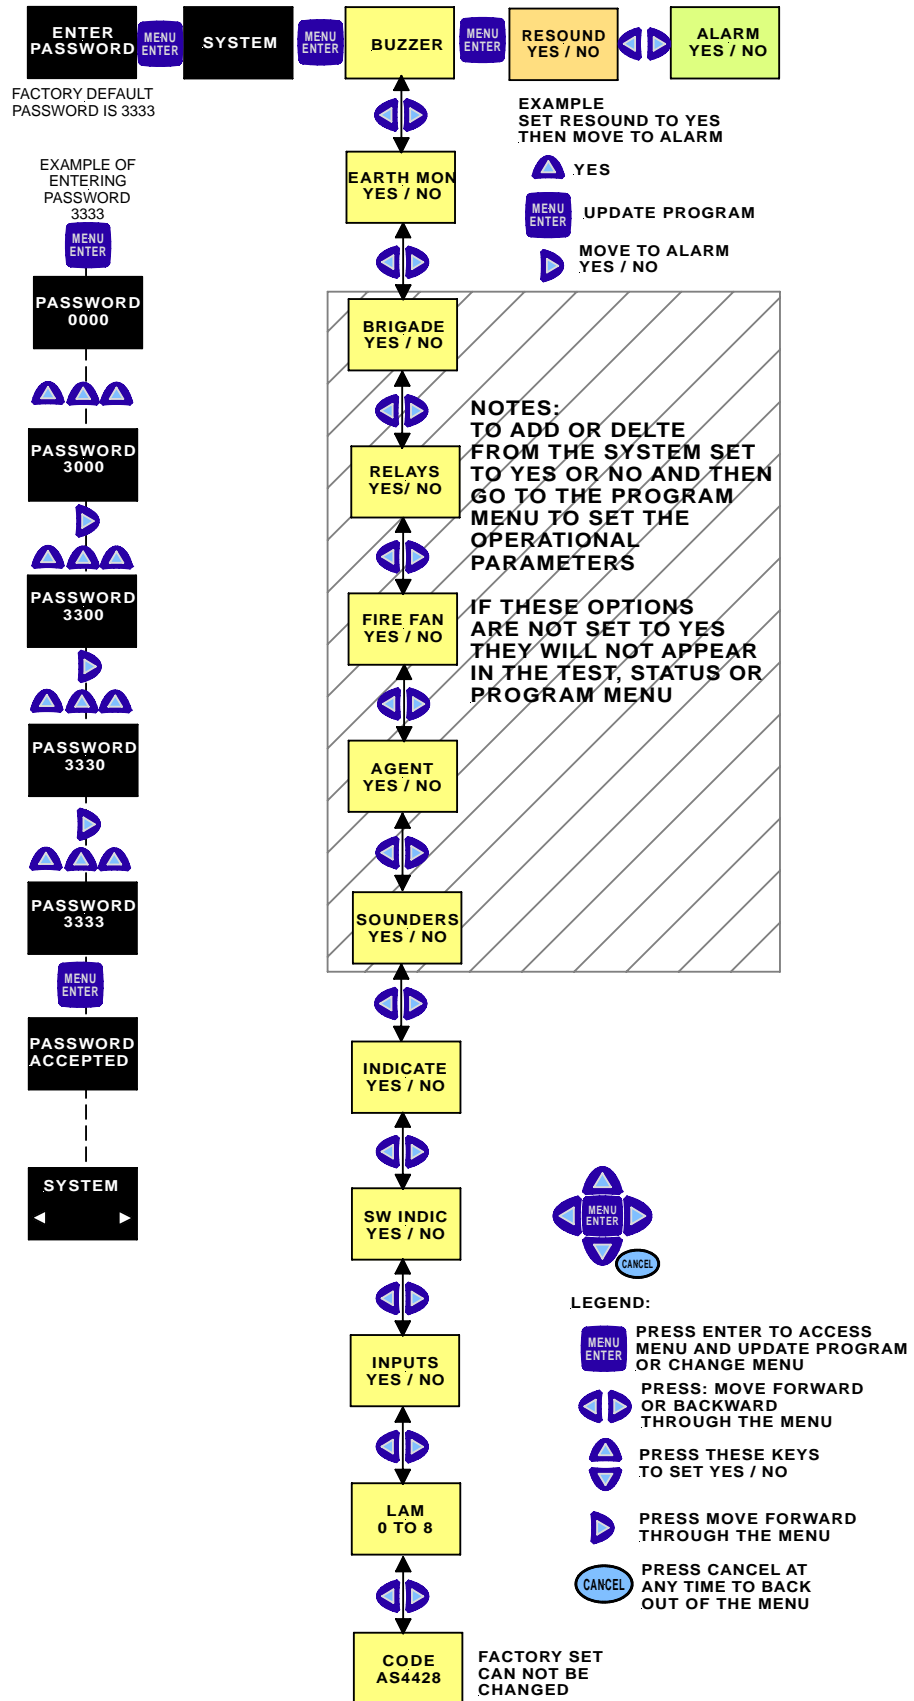 ENTER
PASSWORD
MENU
ENTER
SYSTEM
MENU
ENTER
BUZZER
MENU
ENTER
RESOUND
YES / NO
ALARM
YES / NO
FACTORY DEFAULT
PASSWORD IS 3333
EXAMPLE
SET RESOUND TO YES
THEN MOVE TO ALARM
YES
MENU
ENTER
UPDATE PROGRAM
MOVE TO ALARM
YES / NO
EXAMPLE OF
ENTERING
PASSWORD
3333
MENU
ENTER
PASSWORD
0000
PASSWORD
3000
PASSWORD
3300
PASSWORD
3330
PASSWORD
3333
MENU
ENTER
PASSWORD
ACCEPTED
SYSTEM
EARTH MON
YES / NO
BRIGADE
YES / NO
RELAYS
YES/ NO
FIRE FAN
YES / NO
AGENT
YES / NO
SOUNDERS
YES / NO
NOTES:
TO ADD OR DELTE
FROM THE SYSTEM SET
TO YES OR NO AND THEN
GO TO THE PROGRAM
MENU TO SET THE
OPERATIONAL
PARAMETERS
IF THESE OPTIONS
ARE NOT SET TO YES
THEY WILL NOT APPEAR
IN THE TEST, STATUS OR
PROGRAM MENU
INDICATE
YES / NO
SW INDIC
YES / NO
INPUTS
YES / NO
LAM
0 TO 8
CODE
AS4428
FACTORY SET
CAN NOT BE
CHANGED
MENU
ENTER
CANCEL
LEGEND:
MENU
ENTER
PRESS ENTER TO ACCESS
MENU AND UPDATE PROGRAM
OR CHANGE MENU
PRESS: MOVE FORWARD
OR BACKWARD
THROUGH THE MENU
PRESS THESE KEYS
TO SET YES / NO
PRESS MOVE FORWARD
THROUGH THE MENU
CANCEL
PRESS CANCEL AT
ANY TIME TO BACK
OUT OF THE MENU